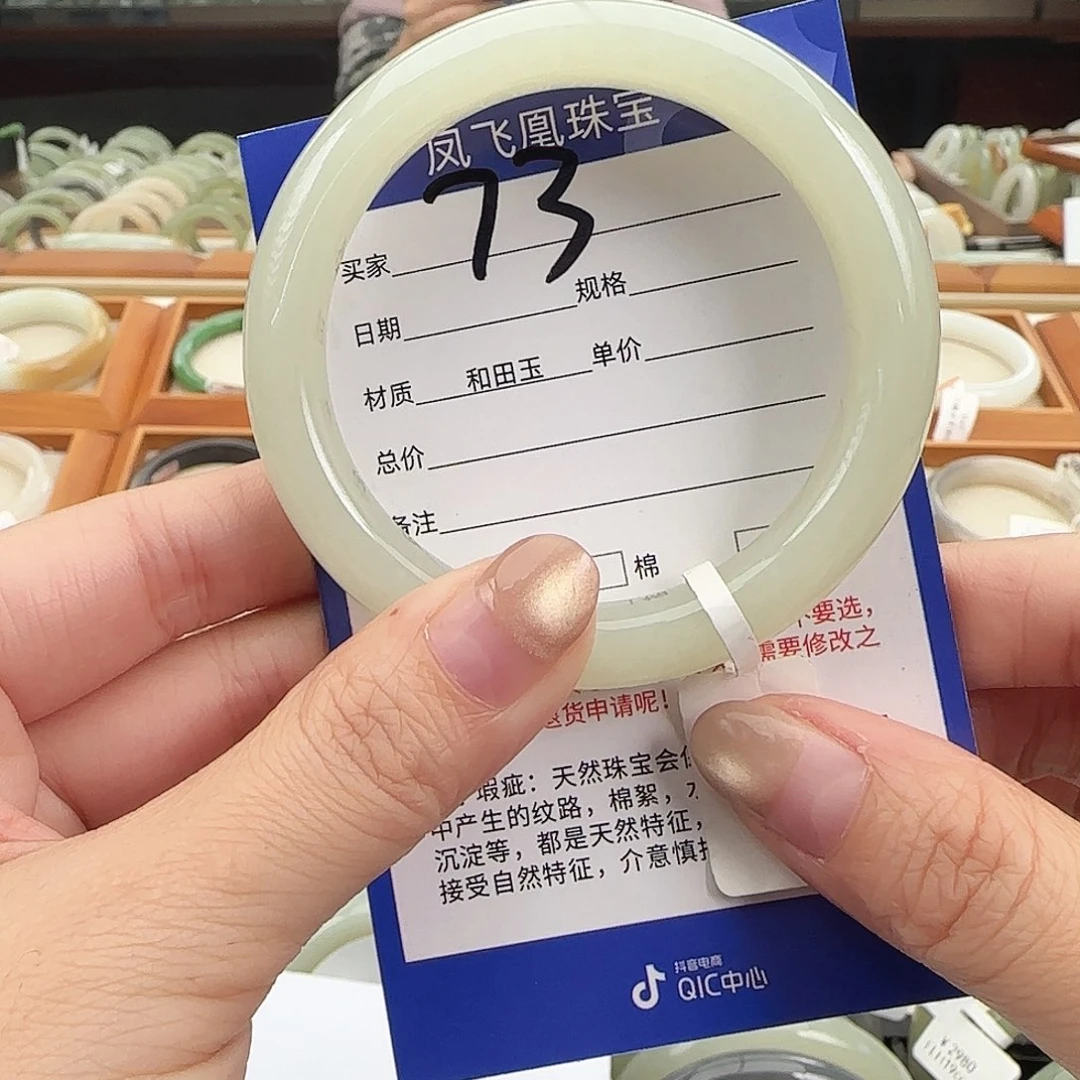 凤飞凰珠宝
73
买家
日期 规格
材质 和田玉 单价
总价
备注
棉
不要选，
需要修改之
退货申请呢！
瑕疵：天然珠宝会
中产生的纹路，棉絮，
沉淀等，都是天然特征，
接受自然特征，介意慎拍
抖音电商
QIC中心
¥2980